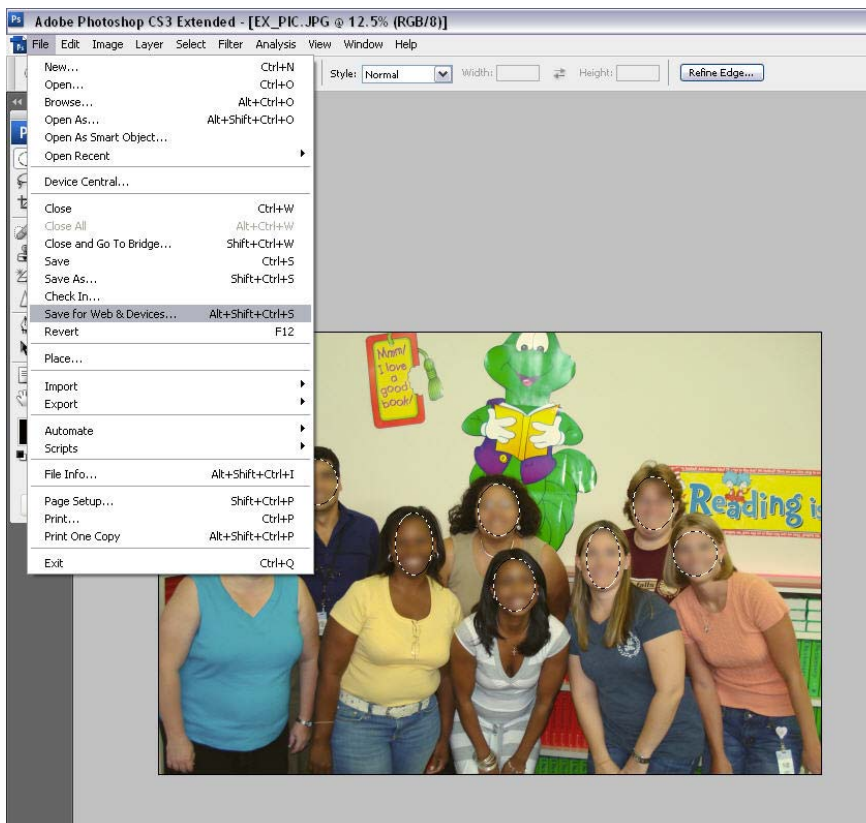 Ps Adobe Photoshop CS3 Extended - [EX_PIC.JPG @ 12.5% (RGB/8)]
File Edit Image Layer Select Filter Analysis View Window Help
Style: Normal Width: Height: Refine Edge...
New... Ctrl+N
Open... Ctrl+O
Browse... Alt+Ctrl+O
Open As... Alt+Shift+Ctrl+O
Open As Smart Object...
Open Recent
Device Central...
Close Ctrl+W
Close All Alt+Ctrl+W
Close and Go To Bridge... Shift+Ctrl+W
Save Ctrl+S
Save As... Shift+Ctrl+S
Check In...
Save for Web & Devices... Alt+Shift+Ctrl+S
Revert F12
Place...
Import
Export
Automate
Scripts
File Info... Alt+Shift+Ctrl+I
Page Setup... Shift+Ctrl+P
Print... Ctrl+P
Print One Copy Alt+Shift+Ctrl+P
Exit Ctrl+Q
Mmm!
I love
a
good
book!
Reading is
falls